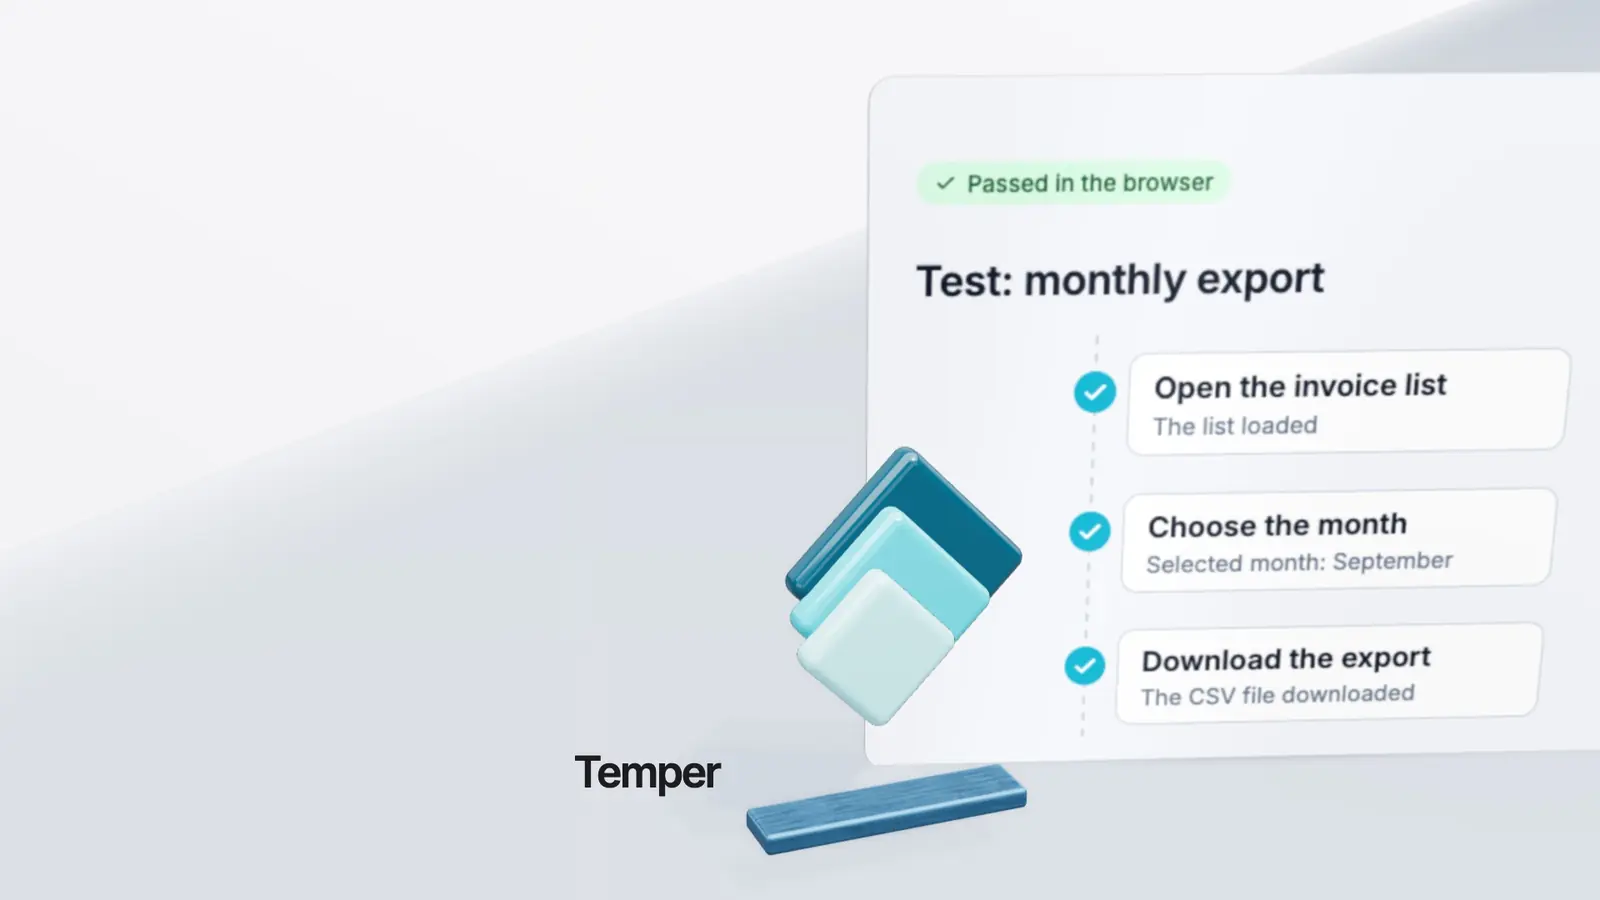 Passed in the browser
Test: monthly export
Open the invoice list
The list loaded
Choose the month
Selected month: September
Download the export
The CSV file downloaded
Temper